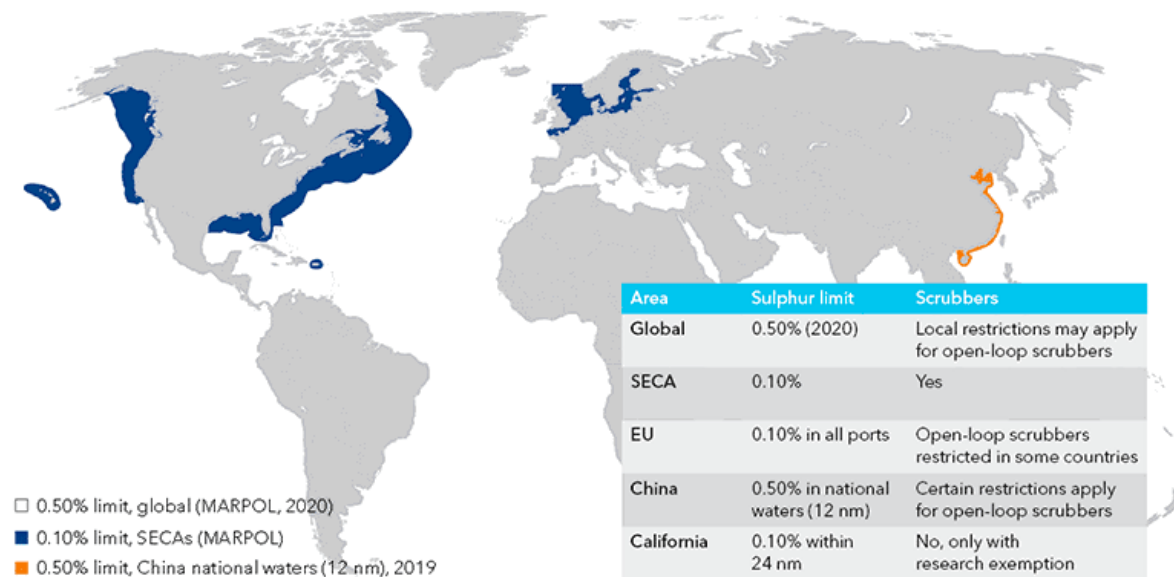 Area Sulphur limit Scrubbers
Global 0.50% (2020) Local restrictions may apply
for open-loop scrubbers
SECA 0.10% Yes
EU 0.10% in all ports Open-loop scrubbers
restricted in some countries
China 0.50% in national Certain restrictions apply
waters (12 nm) for open-loop scrubbers
California 0.10% within No, only with
24 nm research exemption
0.50% limit, global (MARPOL, 2020)
0.10% limit, SECAs (MARPOL)
0.50% limit, China national waters (12 nm), 2019